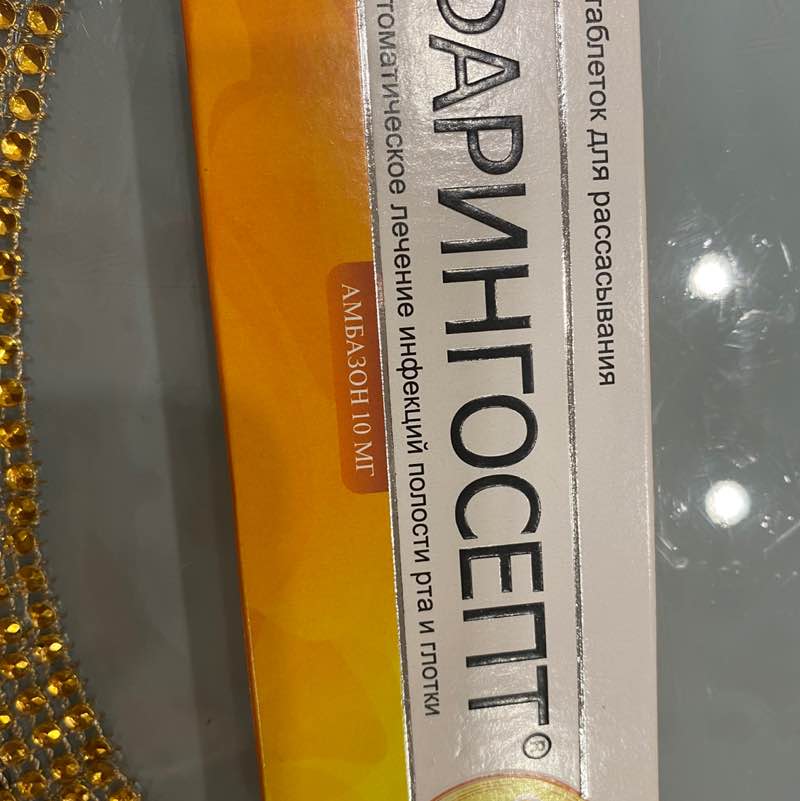 таблеток для рассасывания
ФАРИНГОСЕПТ®
томатическое лечение инфекций полости рта и глотки
АМБАЗОН 10 МГ